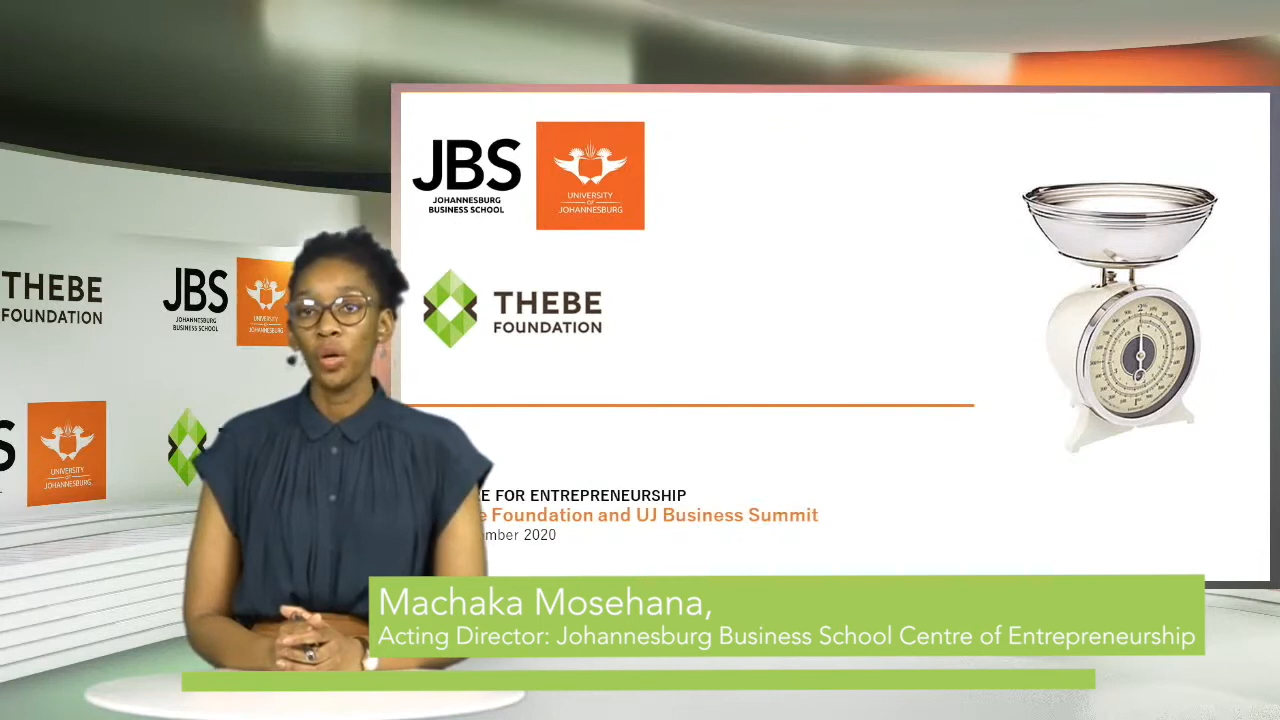 JBS
JOHANNESBURG
BUSINESS SCHOOL
UNIVERSITY
OF
JOHANNESBURG
THEBE
FOUNDATION
THEBE
FOUNDATION
JBS
JOHANNESBURG
BUSINESS SCHOOL
UNIVERSITY
OF
JOHANNESBURG
S
UNIVERSITY
OF
JOHANNESBURG
E FOR ENTREPRENEURSHIP
e Foundation and UJ Business Summit
mber 2020
Machaka Mosehana,
Acting Director: Johannesburg Business School Centre of Entrepreneurship